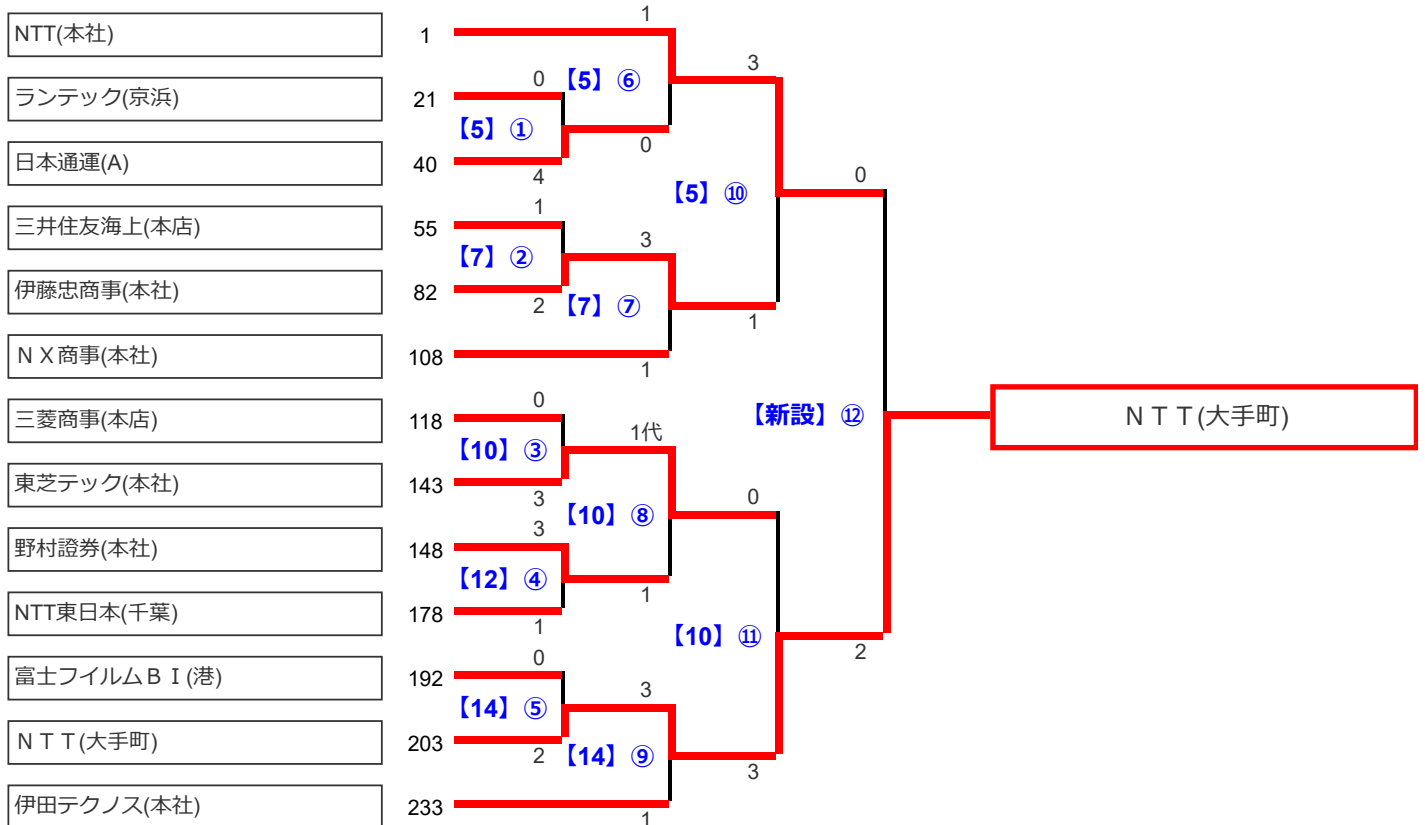 1
NTT(本社)
1
3
0
【5】⑥
ランテック(京浜)
21
【5】①
0
日本通運(A)
40
4
0
【5】⑩
1
三井住友海上(本店)
55
3
【7】②
伊藤忠商事(本社)
82
2
【7】⑦
1
ＮＸ商事(本社)
108
1
0
三菱商事(本店)
118
1代
【新設】⑫
ＮＴＴ(大手町)
【10】③
東芝テック(本社)
143
3
0
【10】⑧
3
野村證券(本社)
148
【12】④
1
NTT東日本(千葉)
178
1
【10】⑪
2
0
富士フイルムＢＩ(港)
192
3
【14】⑤
ＮＴＴ(大手町)
203
2
【14】⑨
3
伊田テクノス(本社)
233
1